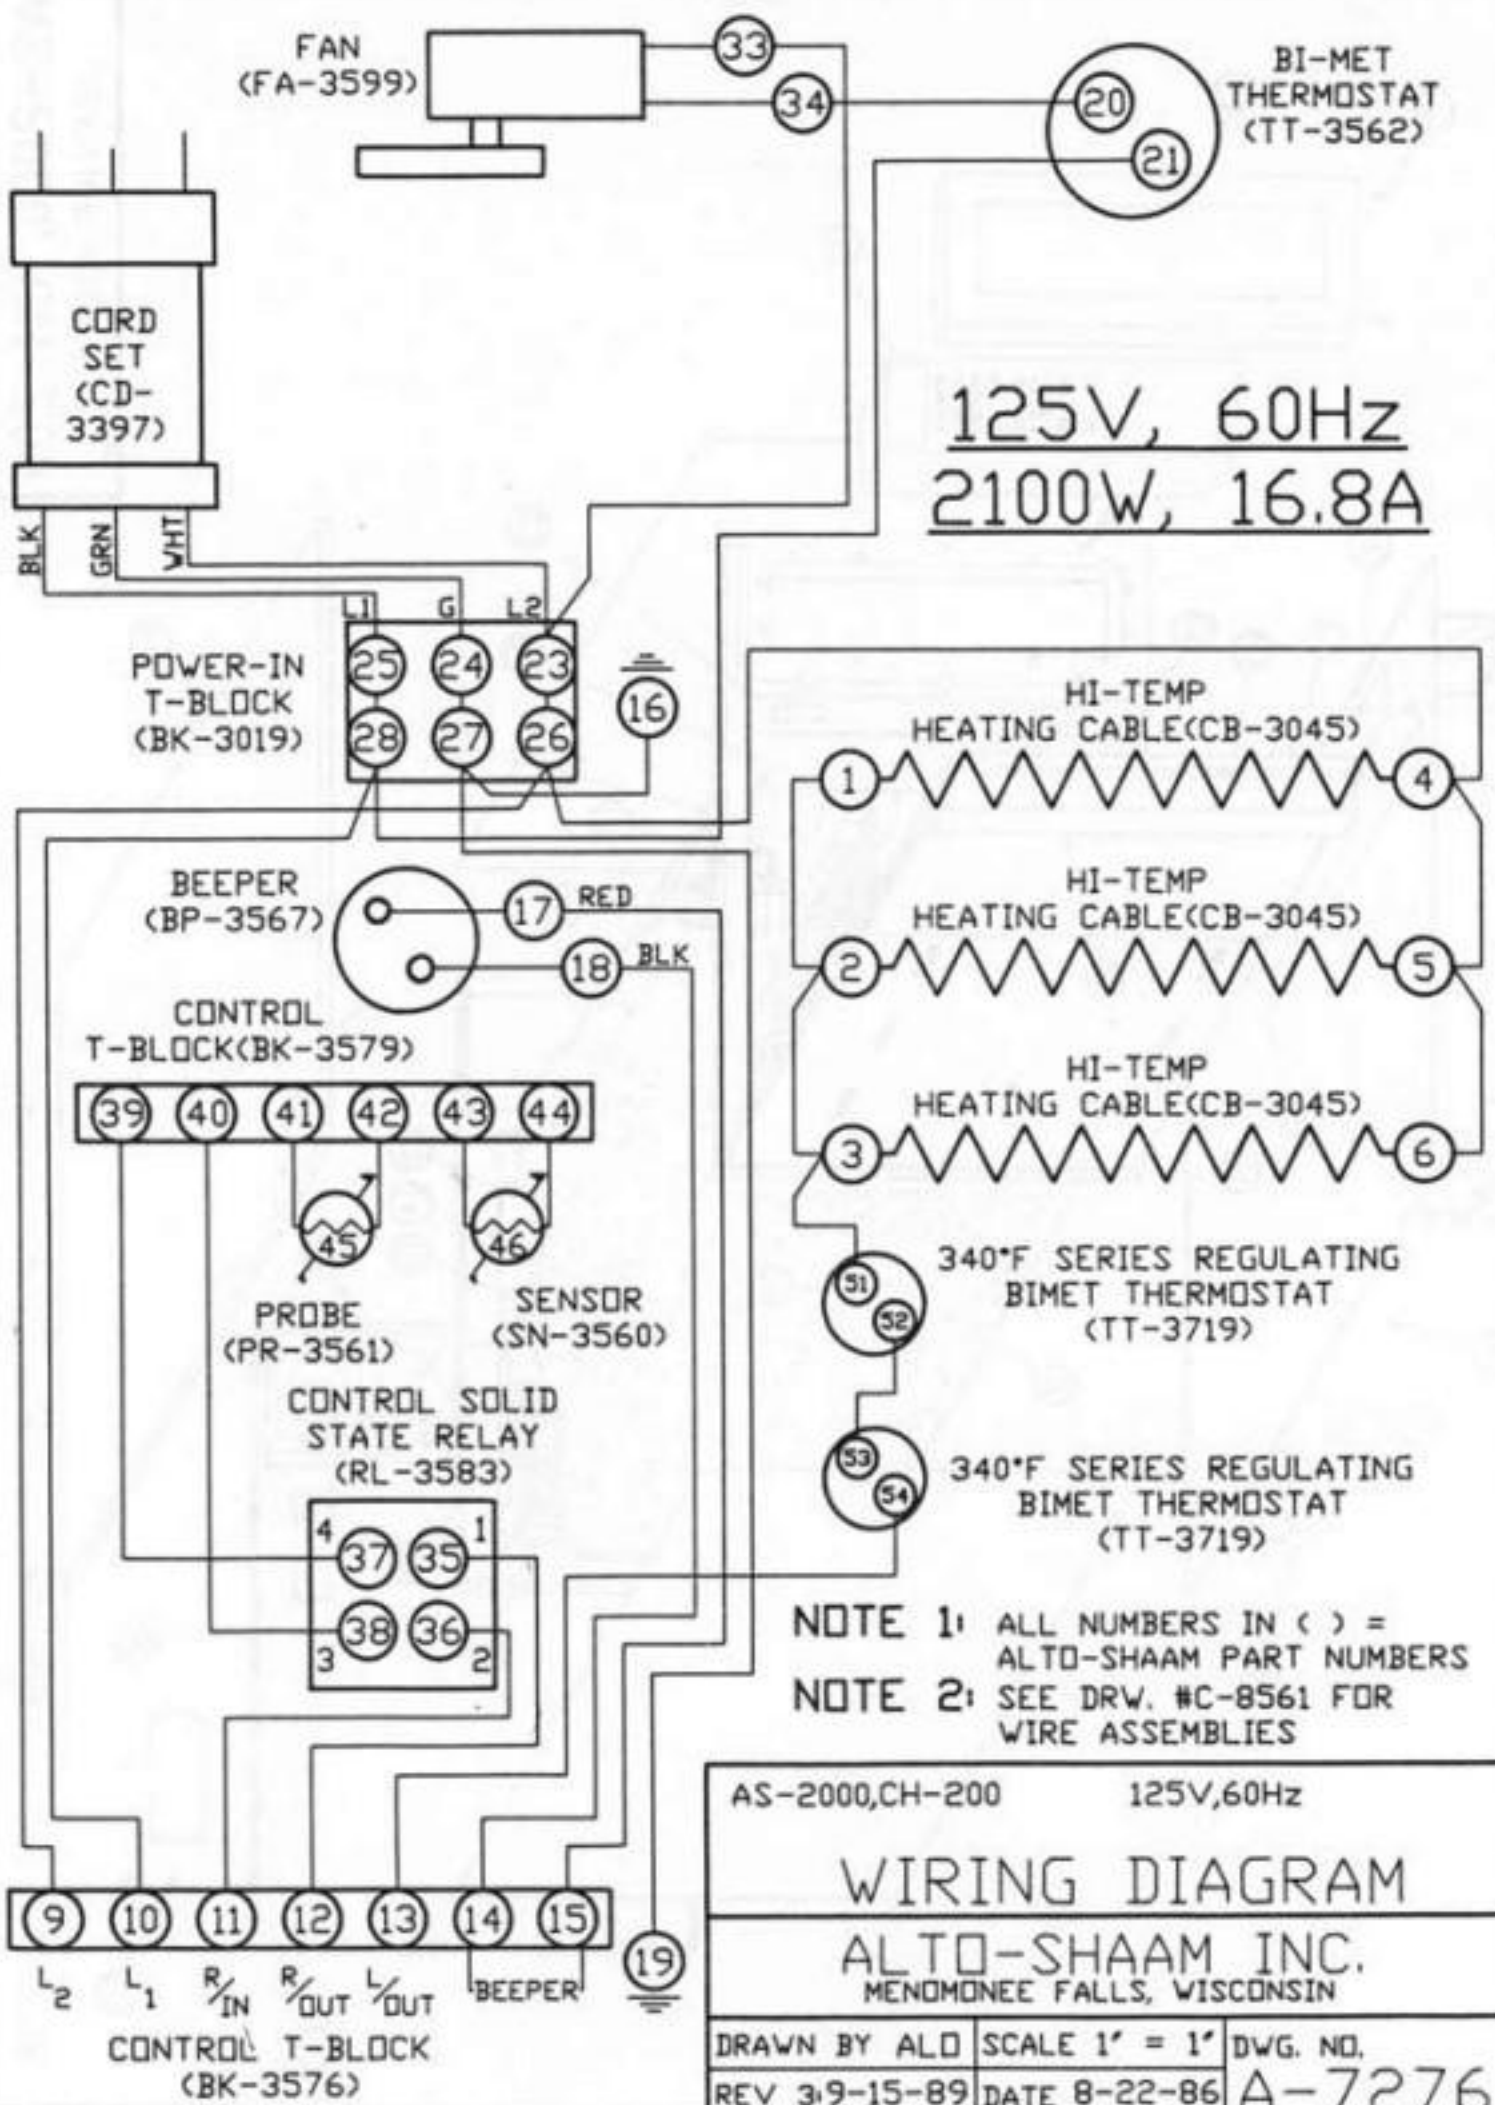 FAN
(FA-3599)
33
34
BI-MET
THERMOSTAT
(TT-3562)
20
21
CORD
SET
(CD-
3397)
125V, 60Hz
2100W, 16.8A
BLK
GRN
WHT
L1 G L2
POWER-IN
T-BLOCK
(BK-3019)
25 24 23
28 27 26
16
HI-TEMP
HEATING CABLE(CB-3045)
1 4
HI-TEMP
HEATING CABLE(CB-3045)
2 5
HI-TEMP
HEATING CABLE(CB-3045)
3 6
BEEPER
(BP-3567)
17 RED
18 BLK
CONTROL
T-BLOCK(BK-3579)
39 40 41 42 43 44
45
46
PROBE
(PR-3561)
SENSOR
(SN-3560)
51
52
340°F SERIES REGULATING
BIMET THERMOSTAT
(TT-3719)
53
54
340°F SERIES REGULATING
BIMET THERMOSTAT
(TT-3719)
CONTROL SOLID
STATE RELAY
(RL-3583)
4 37 35 1
3 38 36 2
NOTE 1: ALL NUMBERS IN ( ) =
ALTO-SHAAM PART NUMBERS
NOTE 2: SEE DRW. #C-8561 FOR
WIRE ASSEMBLIES
9 10 11 12 13 14 15
L2 L1 R/IN R/OUT L/OUT BEEPER
19
CONTROL T-BLOCK
(BK-3576)
AS-2000,CH-200 125V,60Hz
WIRING DIAGRAM
ALTO-SHAAM INC.
MENOMONEE FALLS, WISCONSIN
DRAWN BY ALO SCALE 1" = 1" DWG. NO.
REV 3:9-15-89 DATE 8-22-86 A-7276